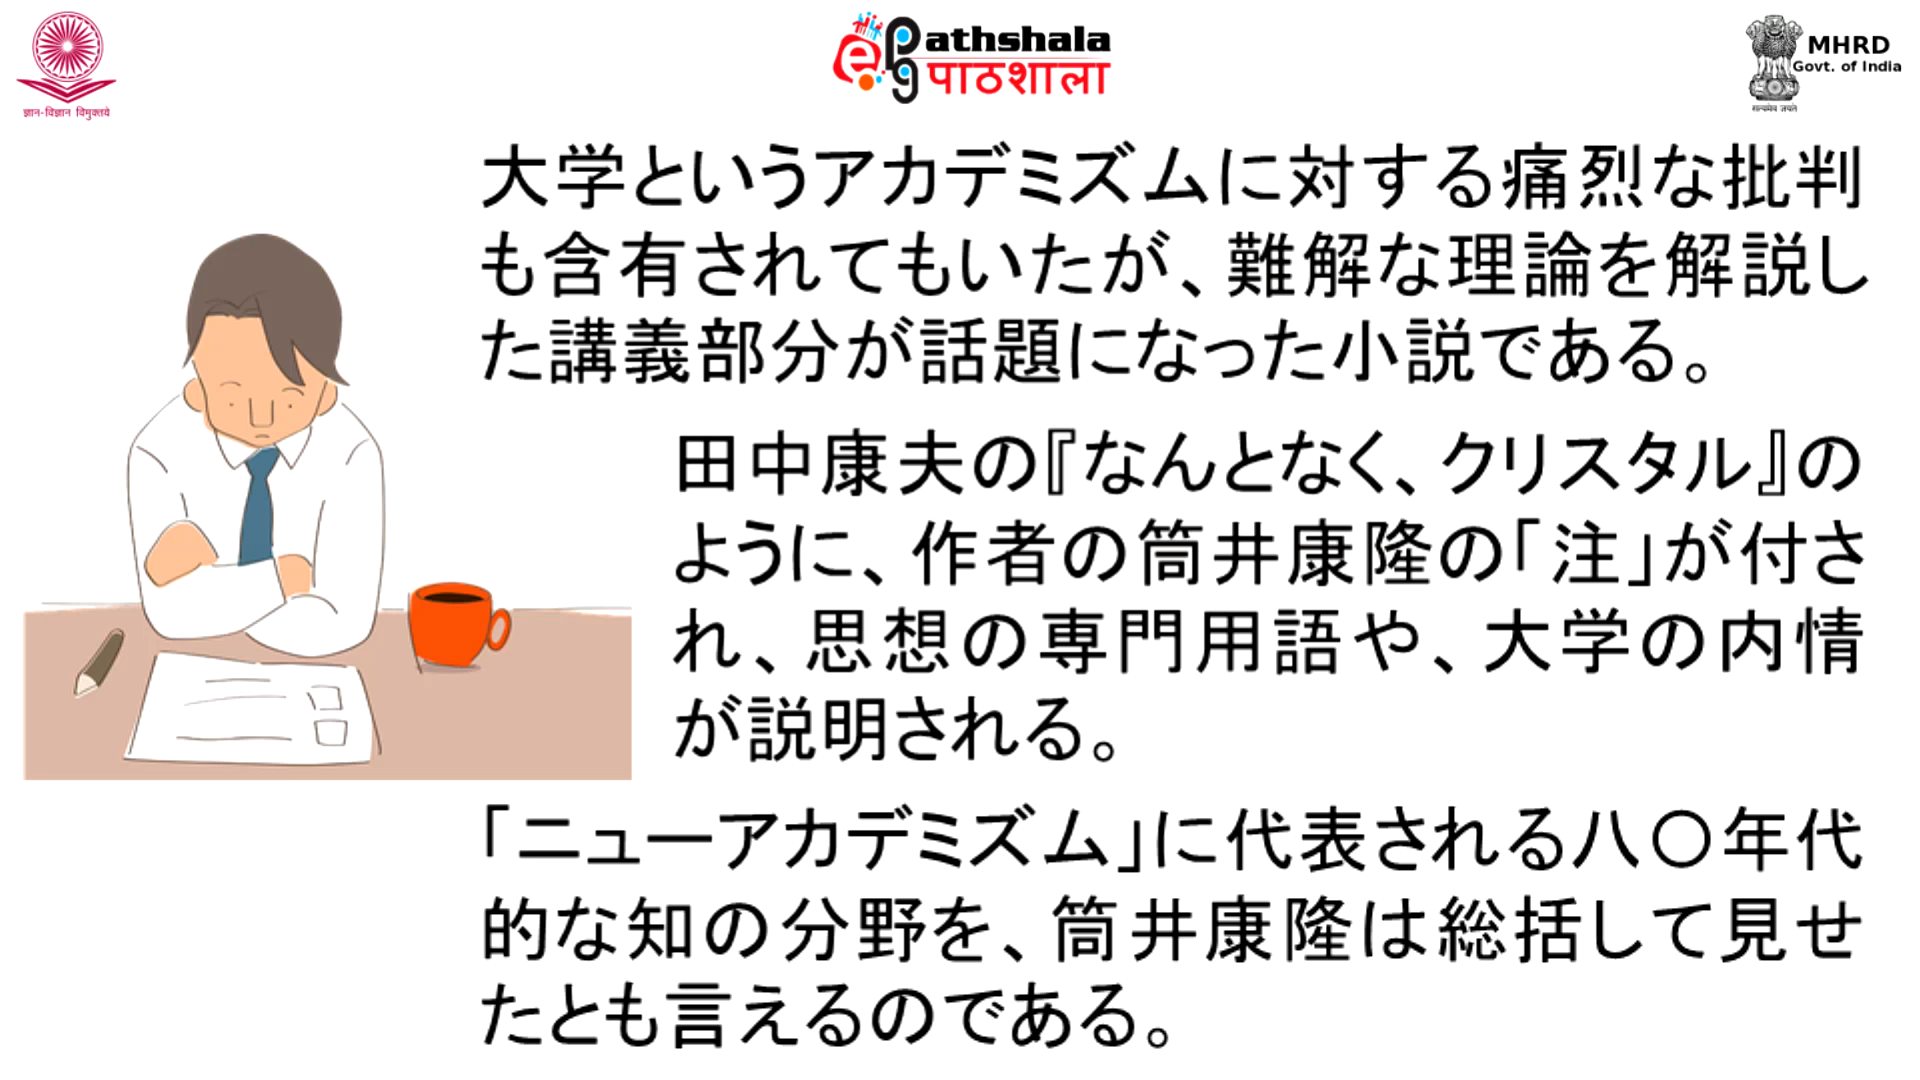 ज्ञान-विज्ञान विमुक्तये
e Pg athshala
पाठशाला
MHRD
Govt. of India
सत्यमेव जयते
大学というアカデミズムに対する痛烈な批判
も含有されてもいたが、難解な理論を解説し
た講義部分が話題になった小説である。
田中康夫の『なんとなく、クリスタル』の
ように、作者の筒井康隆の「注」が付さ
れ、思想の専門用語や、大学の内情
が説明される。
「ニューアカデミズム」に代表される八〇年代
的な知の分野を、筒井康隆は総括して見せ
たとも言えるのである。